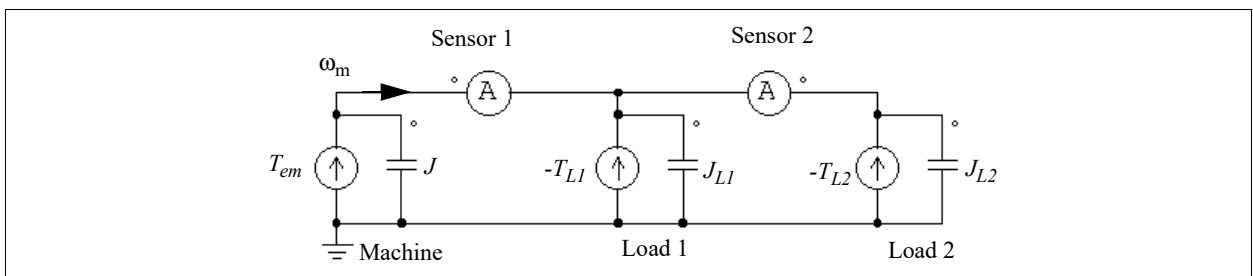 Sensor 1
Sensor 2
ωm
A
A
Tem
J
-TL1
JL1
-TL2
JL2
Machine
Load 1
Load 2